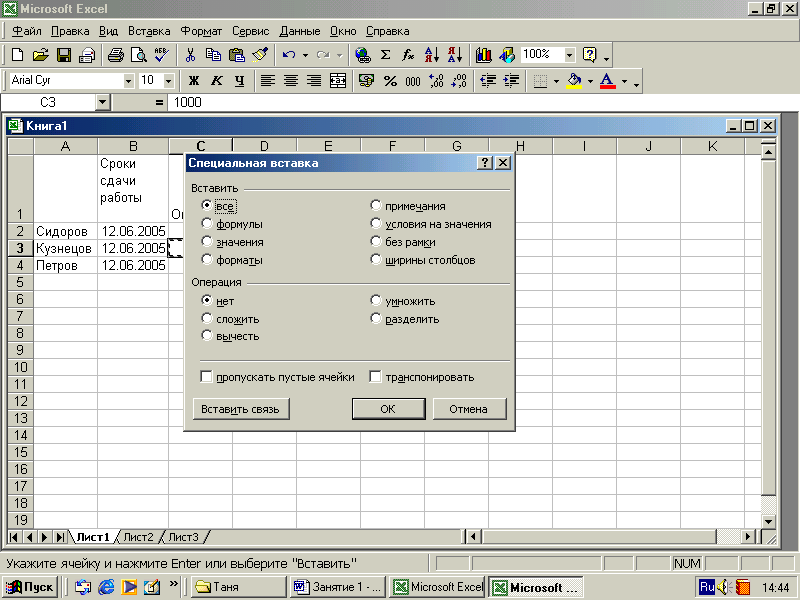 Microsoft Excel
Файл Правка Вид Вставка Формат Сервис Данные Окно Справка
100%
Arial Cyr 10 Ж К Ч
% 000
C3 = 1000
Книга1
A B C D E F G H I J K
Сроки
сдачи
работы
1
2 Сидоров 12.06.2005
3 Кузнецов 12.06.2005
4 Петров 12.06.2005
5
6
7
8
9
10
11
12
13
14
15
16
17
18
19
Специальная вставка
Вставить
все примечания
формулы условия на значения
значения без рамки
форматы ширины столбцов
Операция
нет умножить
сложить разделить
вычесть
пропускать пустые ячейки транспонировать
Вставить связь ОК Отмена
Лист1 Лист2 Лист3
Укажите ячейку и нажмите Enter или выберите "Вставить" NUM
Пуск » Таня Занятие 1 - ... Microsoft Excel Microsoft ... Ru 14:44